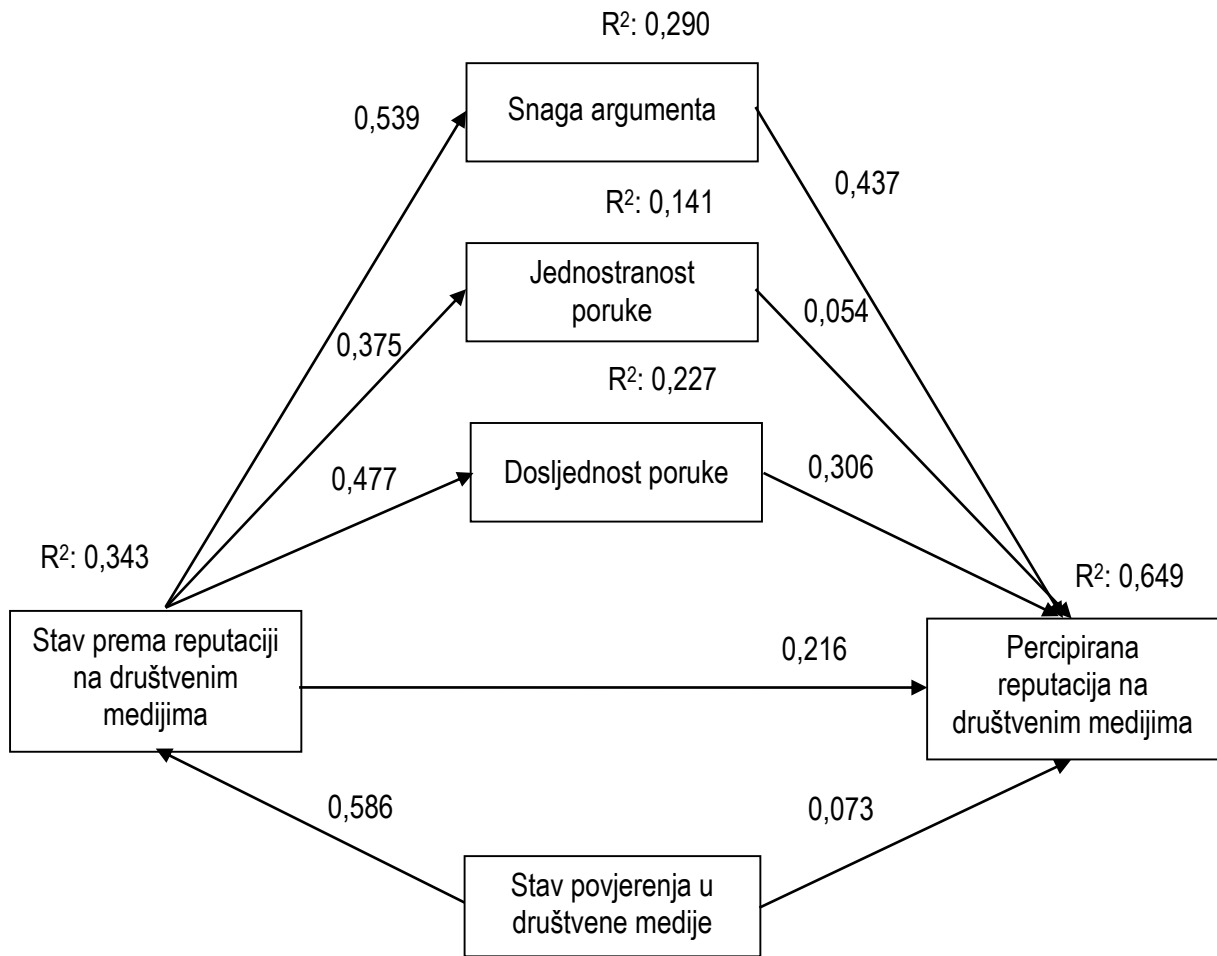 R²: 0,290
Snaga argumenta
0,539
0,437
R²: 0,141
Jednostranost
poruke
0,054
0,375
R²: 0,227
Dosljednost poruke
0,477
0,306
R²: 0,343
R²: 0,649
Stav prema reputaciji
na društvenim
medijima
0,216
Percipirana
reputacija na
društvenim medijima
0,586
0,073
Stav povjerenja u
društvene medije